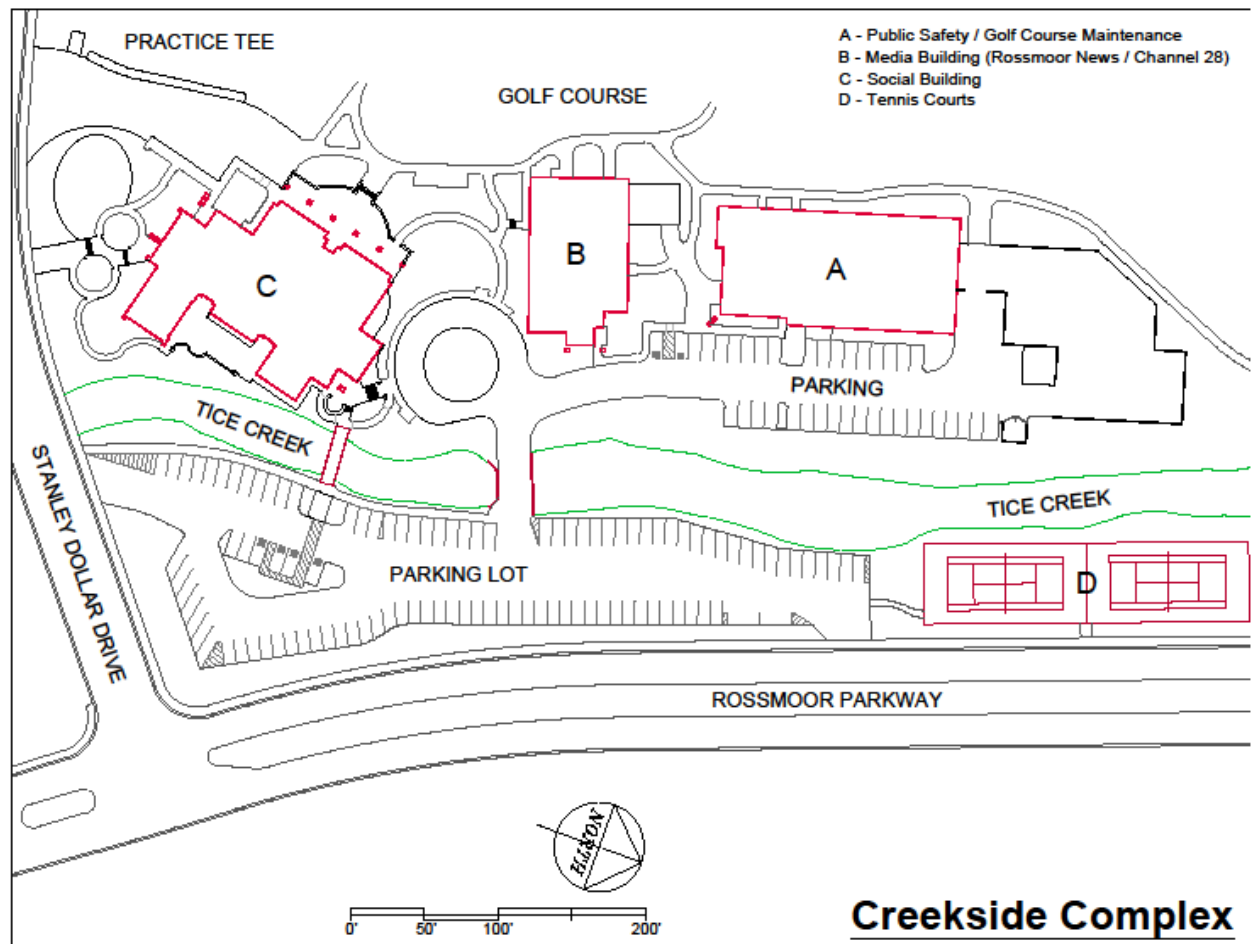 PRACTICE TEE
A - Public Safety / Golf Course Maintenance
B - Media Building (Rossmoor News / Channel 28)
C - Social Building
D - Tennis Courts
GOLF COURSE
B
A
C
PARKING
TICE CREEK
STANLEY DOLLAR DRIVE
TICE CREEK
PARKING LOT
D
ROSSMOOR PARKWAY
NORTH
0' 50' 100' 200'
Creekside Complex